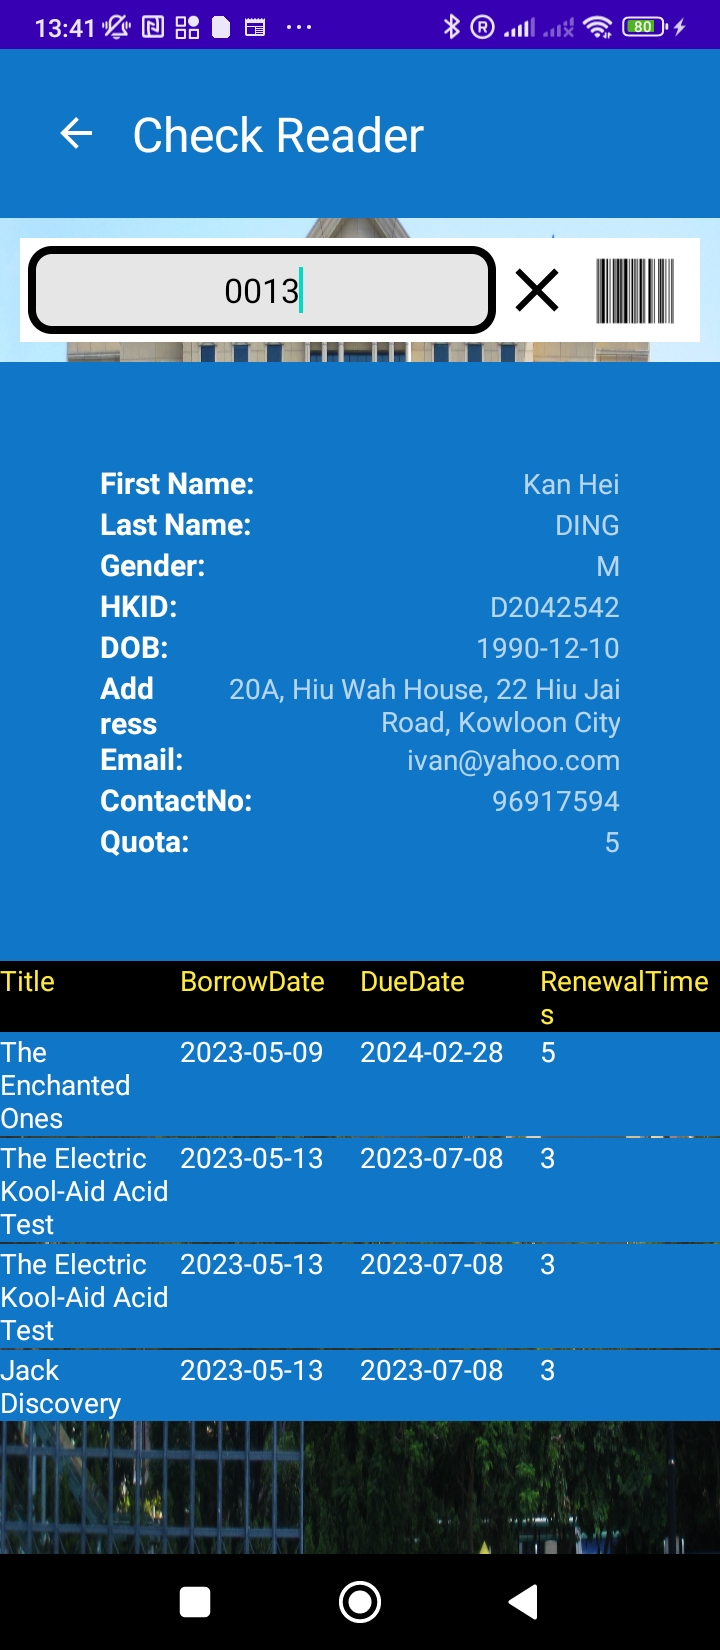 13:41
80
Check Reader
0013
First Name: Kan Hei
Last Name: DING
Gender: M
HKID: D2042542
DOB: 1990-12-10
Add 20A, Hiu Wah House, 22 Hiu Jai
ress Road, Kowloon City
Email: ivan@yahoo.com
ContactNo: 96917594
Quota: 5
Title BorrowDate DueDate RenewalTime
s
The 2023-05-09 2024-02-28 5
Enchanted
Ones
The Electric 2023-05-13 2023-07-08 3
Kool-Aid Acid
Test
The Electric 2023-05-13 2023-07-08 3
Kool-Aid Acid
Test
Jack 2023-05-13 2023-07-08 3
Discovery